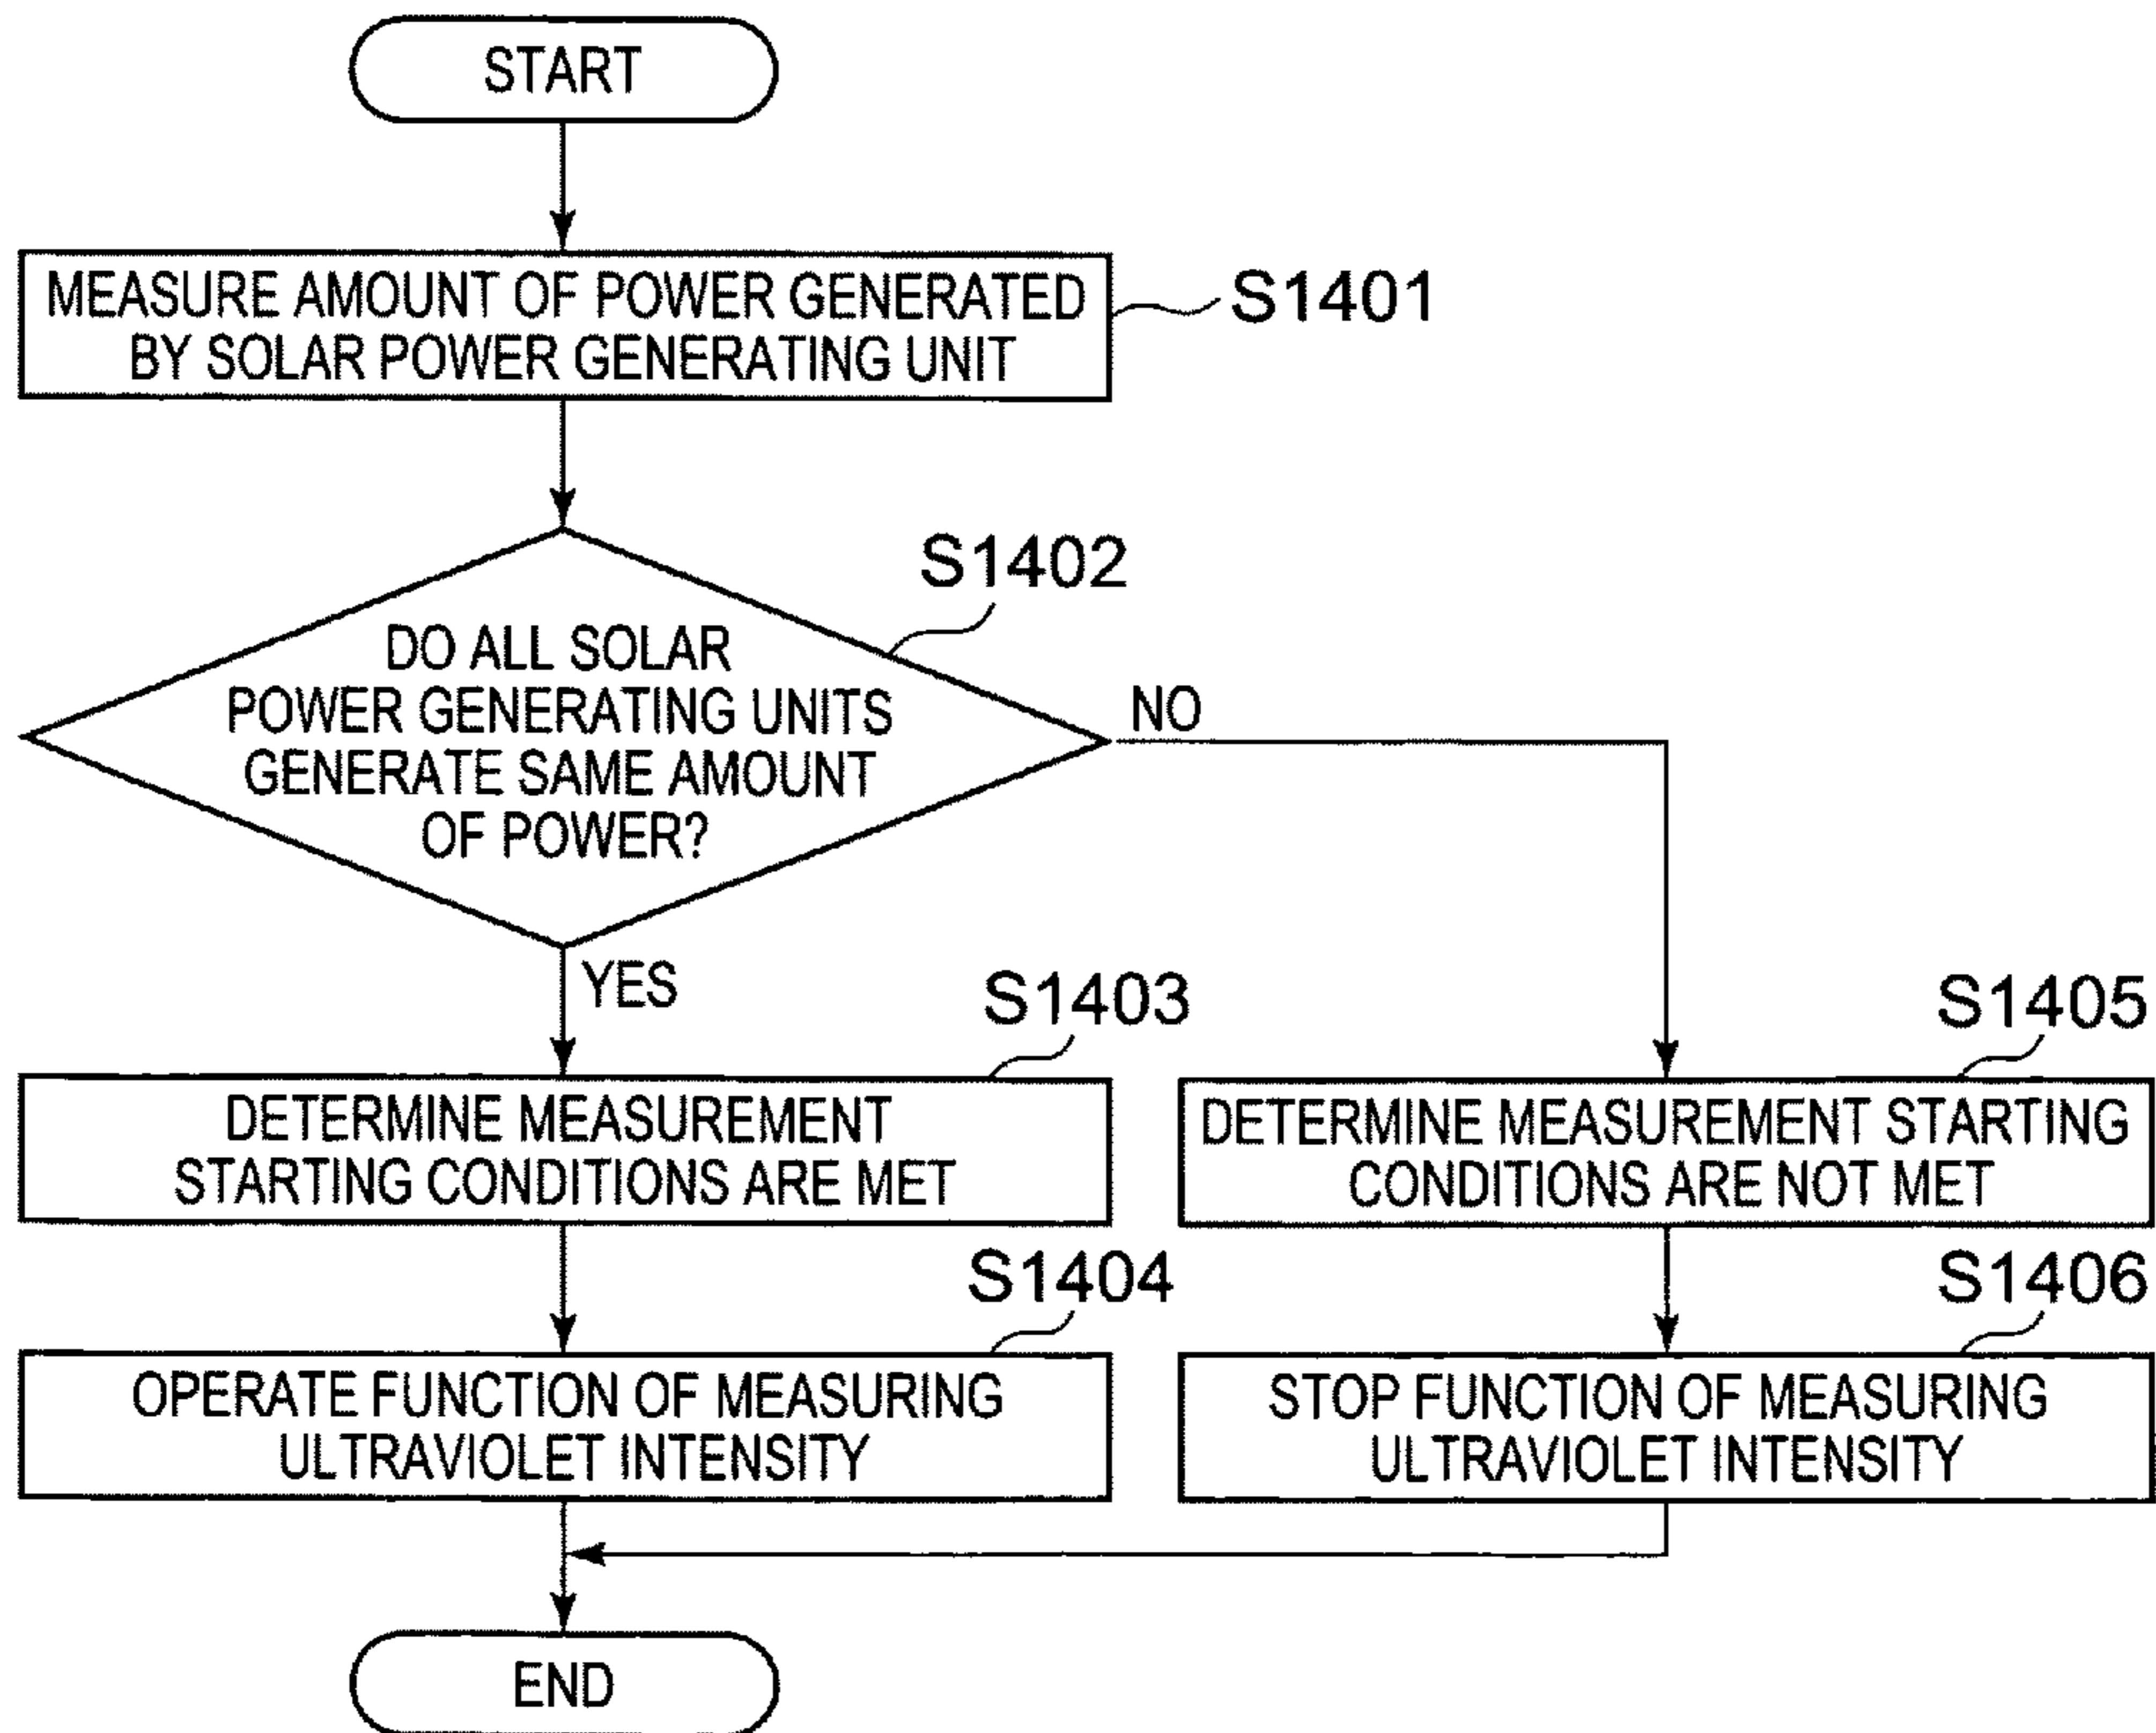 START
MEASURE AMOUNT OF POWER GENERATED
BY SOLAR POWER GENERATING UNIT
S1401
S1402
DO ALL SOLAR
POWER GENERATING UNITS
GENERATE SAME AMOUNT
OF POWER?
NO
YES
S1403
DETERMINE MEASUREMENT
STARTING CONDITIONS ARE MET
S1405
DETERMINE MEASUREMENT STARTING
CONDITIONS ARE NOT MET
S1404
OPERATE FUNCTION OF MEASURING
ULTRAVIOLET INTENSITY
S1406
STOP FUNCTION OF MEASURING
ULTRAVIOLET INTENSITY
END